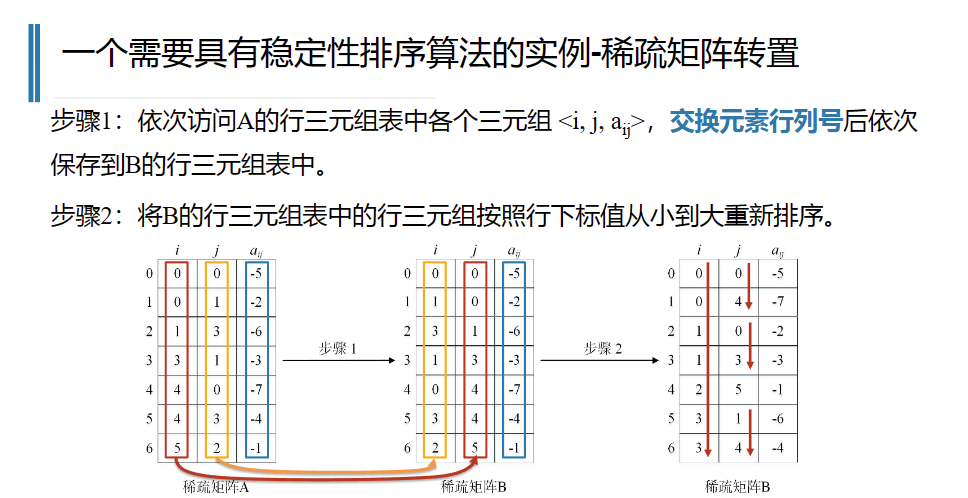 一个需要具有稳定性排序算法的实例-稀疏矩阵转置
步骤1：依次访问A的行三元组表中各个三元组 <i, j, aij>，交换元素行列号后依次
保存到B的行三元组表中。
步骤2：将B的行三元组表中的行三元组按照行下标值从小到大重新排序。
i j aij i j aij i j aij
0 0 0 -5 0 0 0 -5 0 0 0 -5
1 0 1 -2 1 1 0 -2 1 0 4 -7
2 1 3 -6 2 3 1 -6 2 1 0 -2
3 3 1 -3 步骤 1 3 1 3 -3 步骤 2 3 1 3 -3
4 4 0 -7 4 0 4 -7 4 2 5 -1
5 4 3 -4 5 3 4 -4 5 3 1 -6
6 5 2 -1 6 2 5 -1 6 3 4 -4
稀疏矩阵A 稀疏矩阵B 稀疏矩阵B